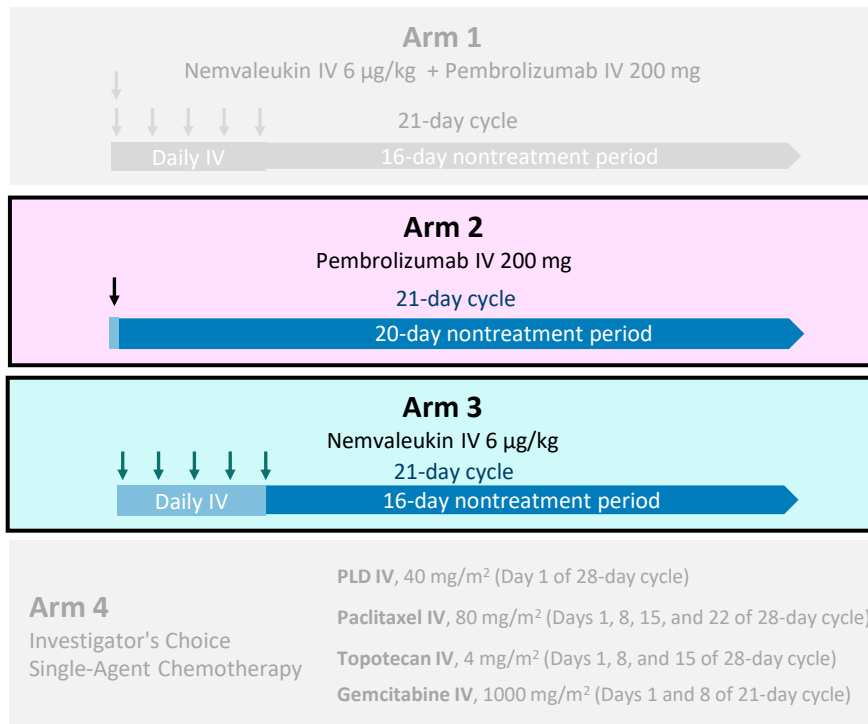 Arm 1
Nemvaleukin IV 6 µg/kg + Pembrolizumab IV 200 mg
21-day cycle
Daily IV
16-day nontreatment period
Arm 2
Pembrolizumab IV 200 mg
21-day cycle
20-day nontreatment period
Arm 3
Nemvaleukin IV 6 µg/kg
21-day cycle
Daily IV
16-day nontreatment period
Arm 4
Investigator's Choice
Single-Agent Chemotherapy
PLD IV, 40 mg/m² (Day 1 of 28-day cycle)
Paclitaxel IV, 80 mg/m² (Days 1, 8, 15, and 22 of 28-day cycle)
Topotecan IV, 4 mg/m² (Days 1, 8, and 15 of 28-day cycle)
Gemcitabine IV, 1000 mg/m² (Days 1 and 8 of 21-day cycle)